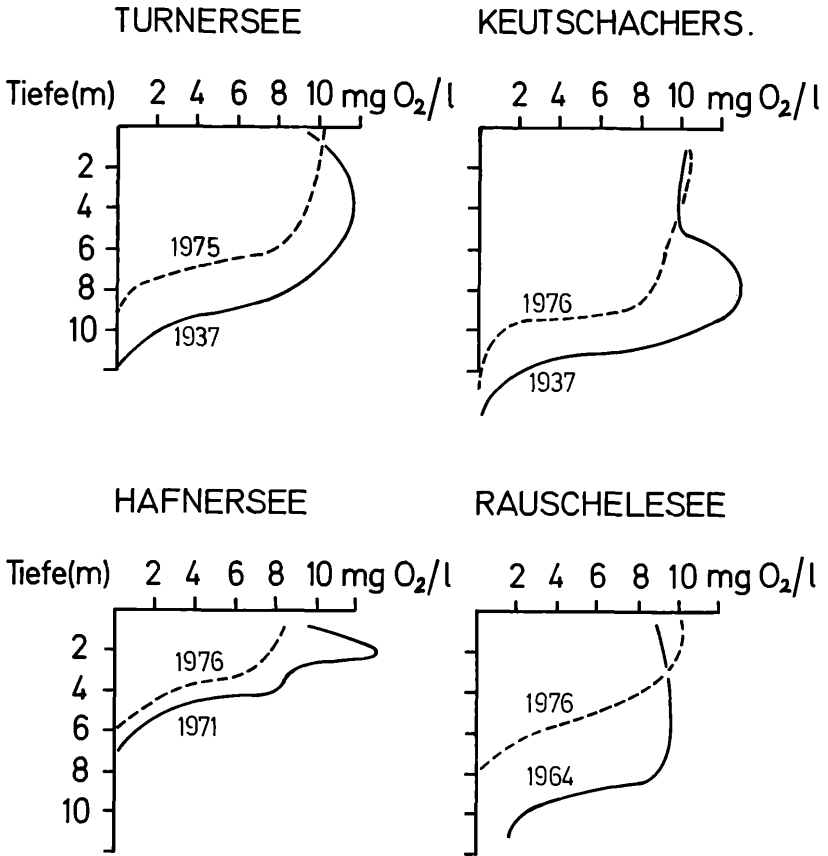 TURNERSEE
Tiefe(m) 2 4 6 8 10 mg O₂/l
2
4
6
8
10
1975
1937
KEUTSCHACHERS.
2 4 6 8 10 mg O₂/l
1976
1937
HAFNERSEE
Tiefe(m) 2 4 6 8 10 mg O₂/l
2
4
6
8
10
1976
1971
RAUSCHELESEE
2 4 6 8 10 mg O₂/l
1976
1964